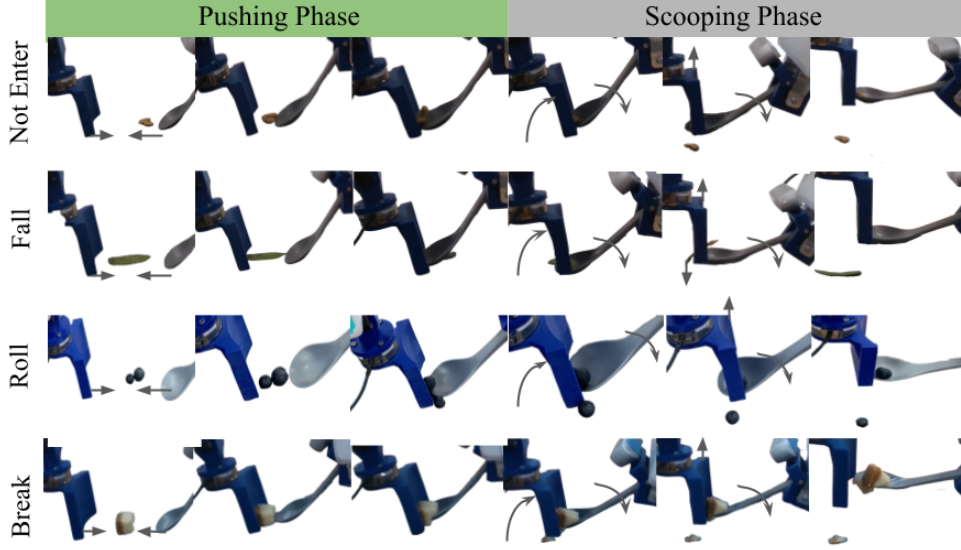 Pushing Phase
Scooping Phase
Not Enter
Fall
Roll
Break